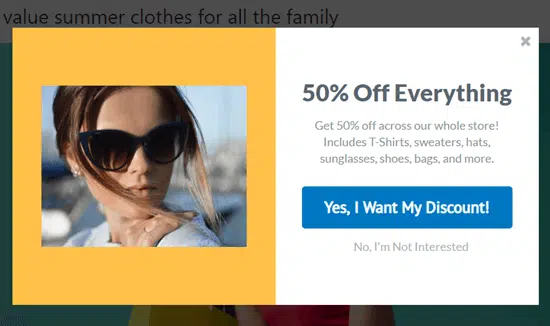 value summer clothes for all the family
×
50% Off Everything
Get 50% off across our whole store!
Includes T-Shirts, sweaters, hats,
sunglasses, shoes, bags, and more.
Yes, I Want My Discount!
No, I'm Not Interested